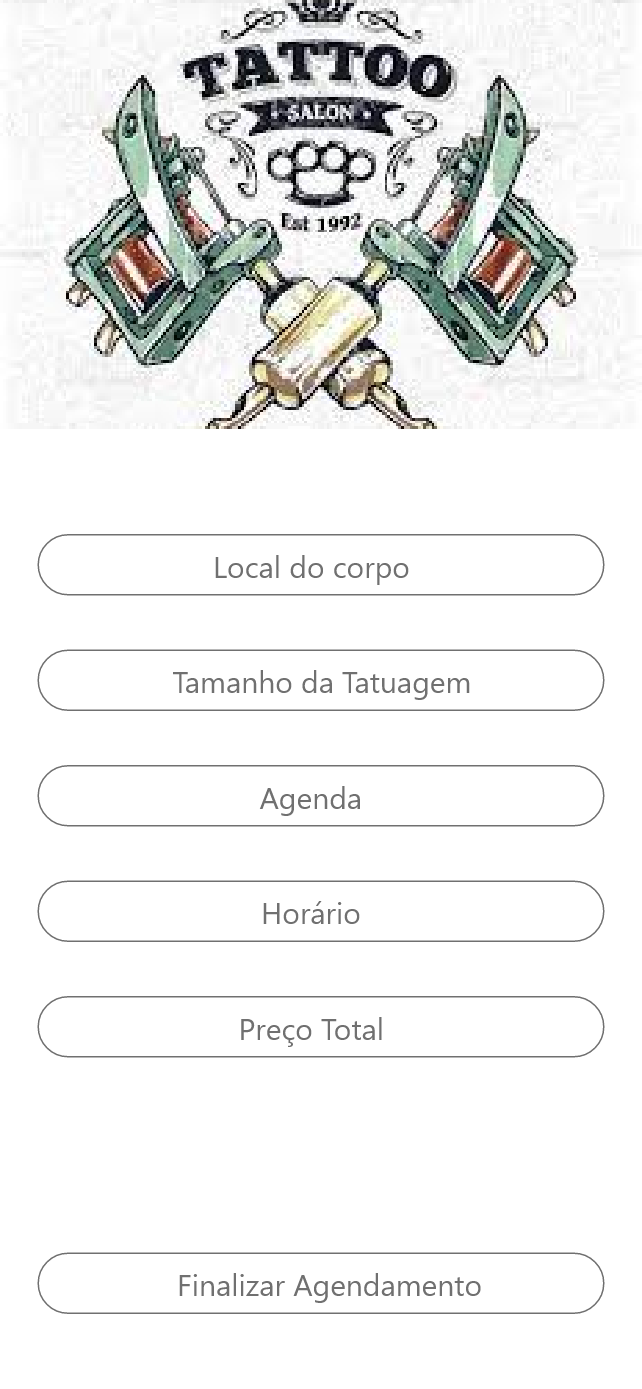 TATTOO
SALON
Est 1992
Local do corpo
Tamanho da Tatuagem
Agenda
Horário
Preço Total
Finalizar Agendamento